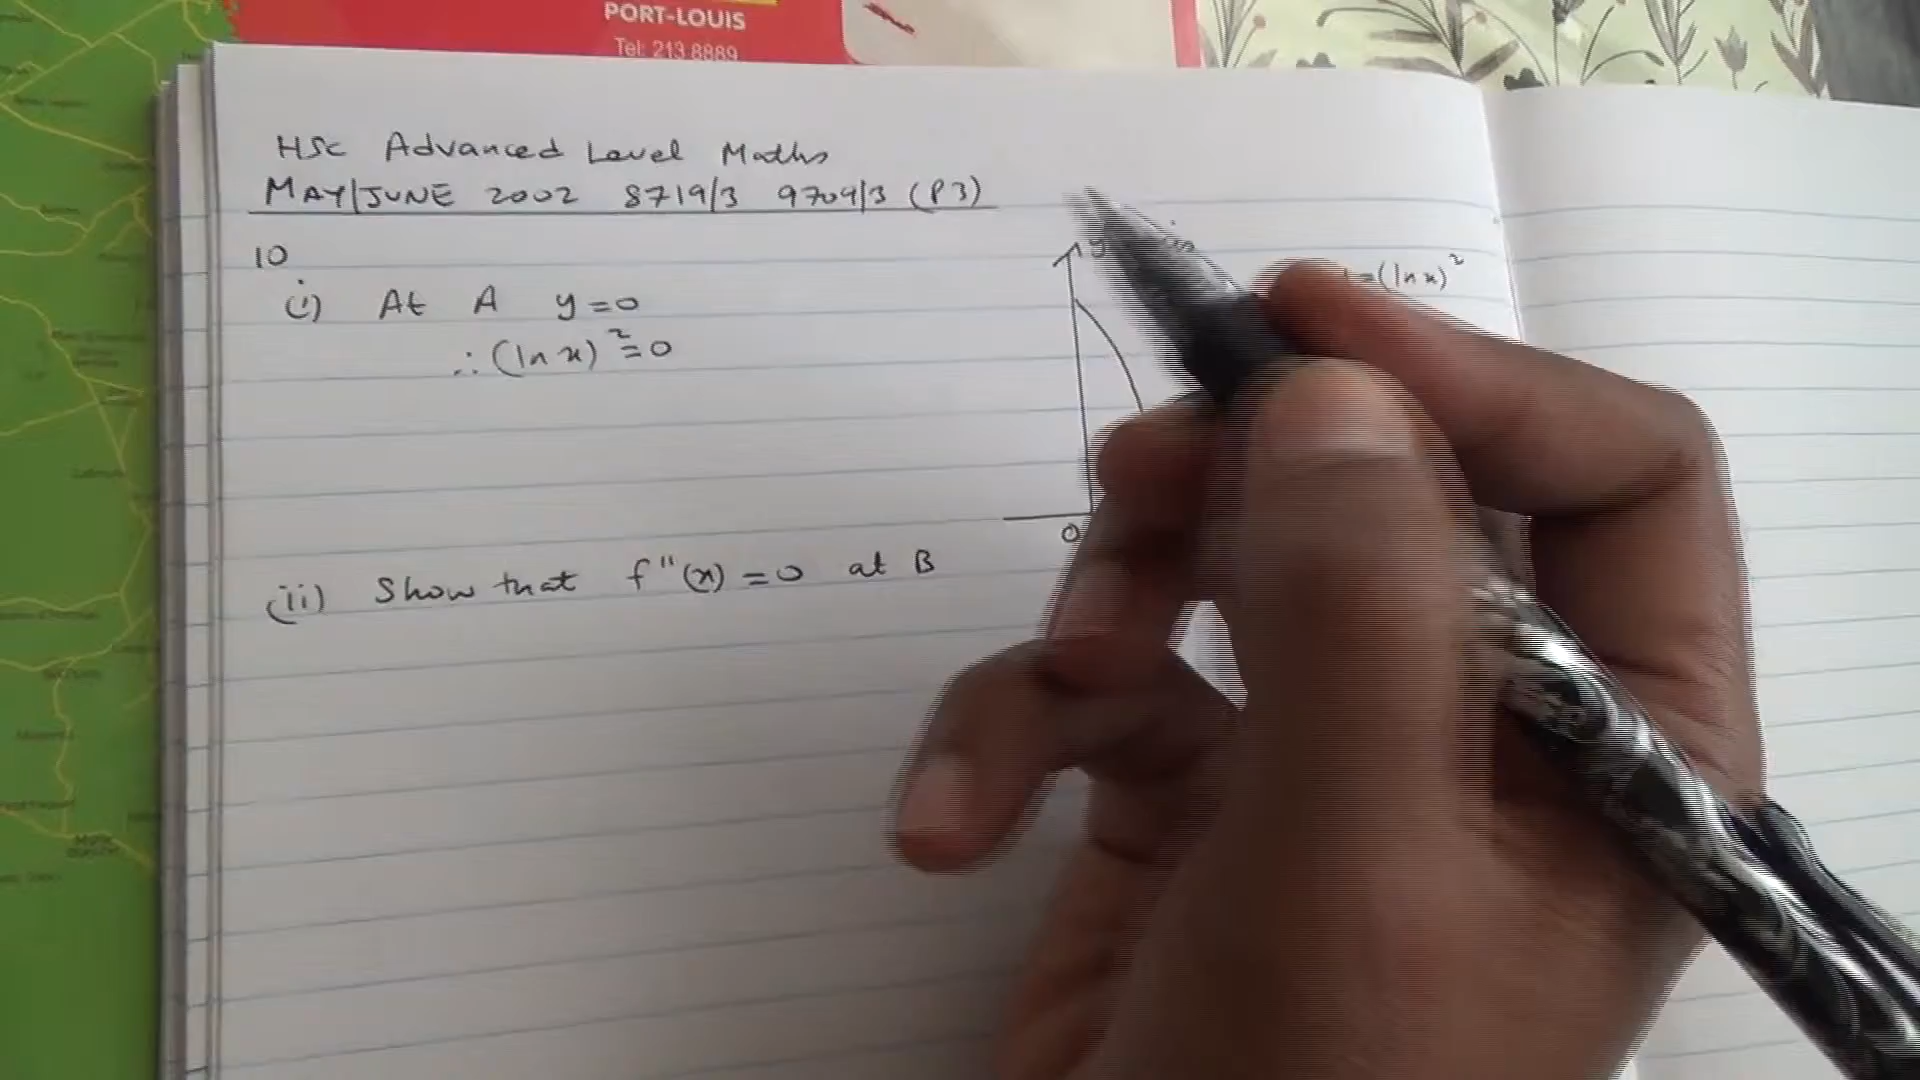 PORT-LOUIS
Tel: 213 8889
HSC Advanced Level Maths
MAY/JUNE 2002 8719/3 9709/3 (P3)
10
(i) At A y=0
∴ (ln x)² = 0
y
=(ln x)²
0
(ii) Show that f"(x) = 0 at B